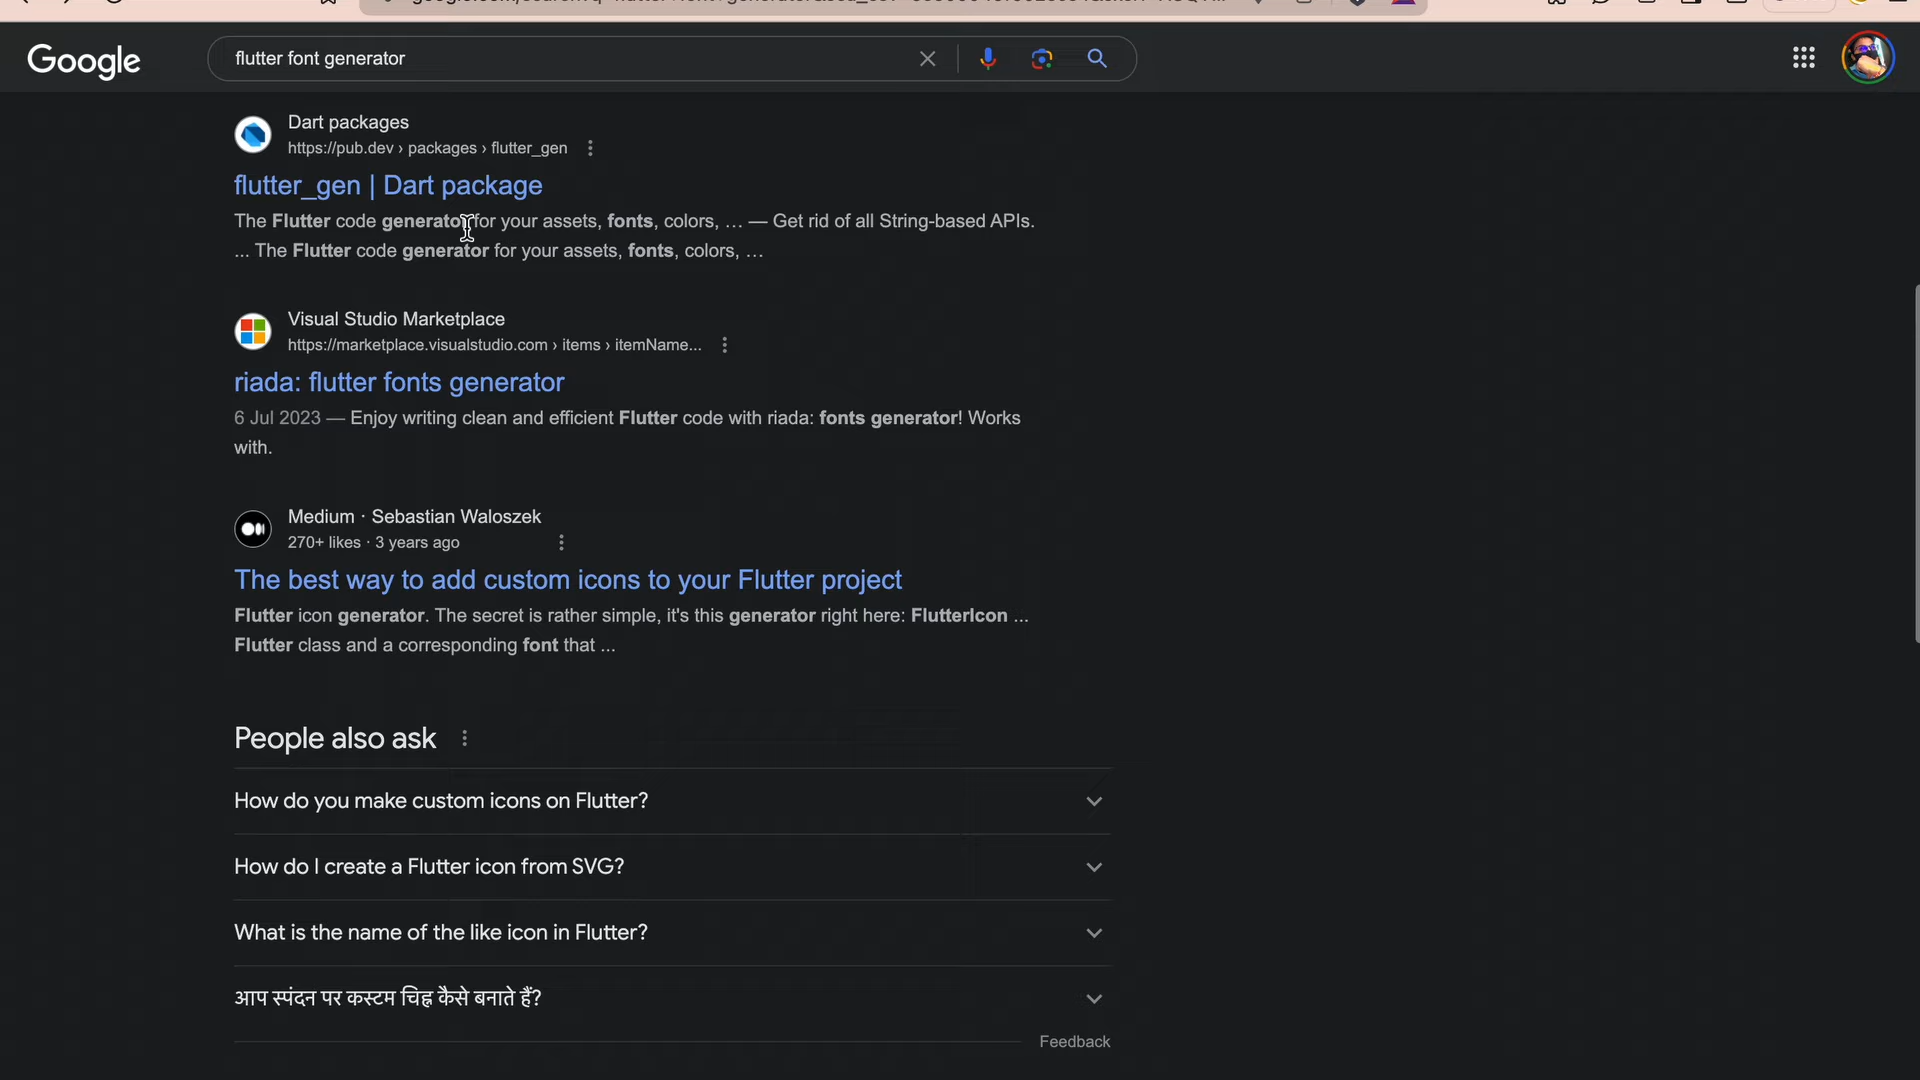 Google
flutter font generator
Dart packages
https://pub.dev › packages › flutter_gen
flutter_gen | Dart package
The Flutter code generator for your assets, fonts, colors, ... — Get rid of all String-based APIs.
... The Flutter code generator for your assets, fonts, colors, ...
Visual Studio Marketplace
https://marketplace.visualstudio.com › items › itemName...
riada: flutter fonts generator
6 Jul 2023 — Enjoy writing clean and efficient Flutter code with riada: fonts generator! Works
with.
Medium · Sebastian Waloszek
270+ likes · 3 years ago
The best way to add custom icons to your Flutter project
Flutter icon generator. The secret is rather simple, it's this generator right here: FlutterIcon ...
Flutter class and a corresponding font that ...
People also ask
How do you make custom icons on Flutter?
How do I create a Flutter icon from SVG?
What is the name of the like icon in Flutter?
आप स्पंदन पर कस्टम चिह्न कैसे बनाते हैं?
Feedback